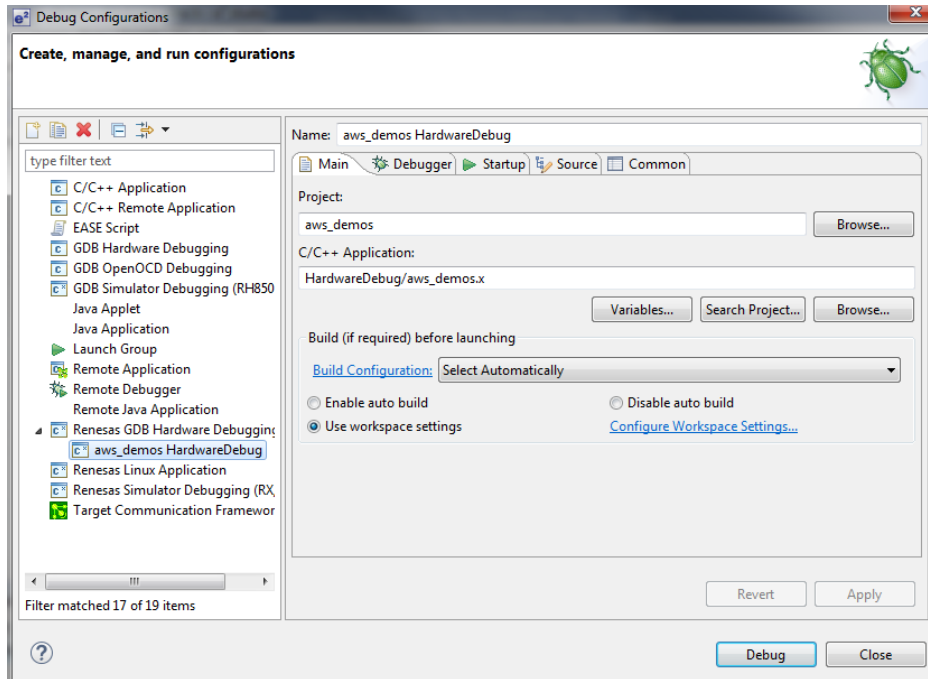 e² Debug Configurations
Create, manage, and run configurations
type filter text
C/C++ Application
C/C++ Remote Application
EASE Script
GDB Hardware Debugging
GDB OpenOCD Debugging
GDB Simulator Debugging (RH850
Java Applet
Java Application
Launch Group
Remote Application
Remote Debugger
Remote Java Application
Renesas GDB Hardware Debugging
aws_demos HardwareDebug
Renesas Linux Application
Renesas Simulator Debugging (RX,
Target Communication Framewor
Filter matched 17 of 19 items
Name: aws_demos HardwareDebug
Main Debugger Startup Source Common
Project:
aws_demos Browse...
C/C++ Application:
HardwareDebug/aws_demos.x
Variables... Search Project... Browse...
Build (if required) before launching
Build Configuration: Select Automatically
Enable auto build Disable auto build
Use workspace settings Configure Workspace Settings...
Revert Apply
Debug Close